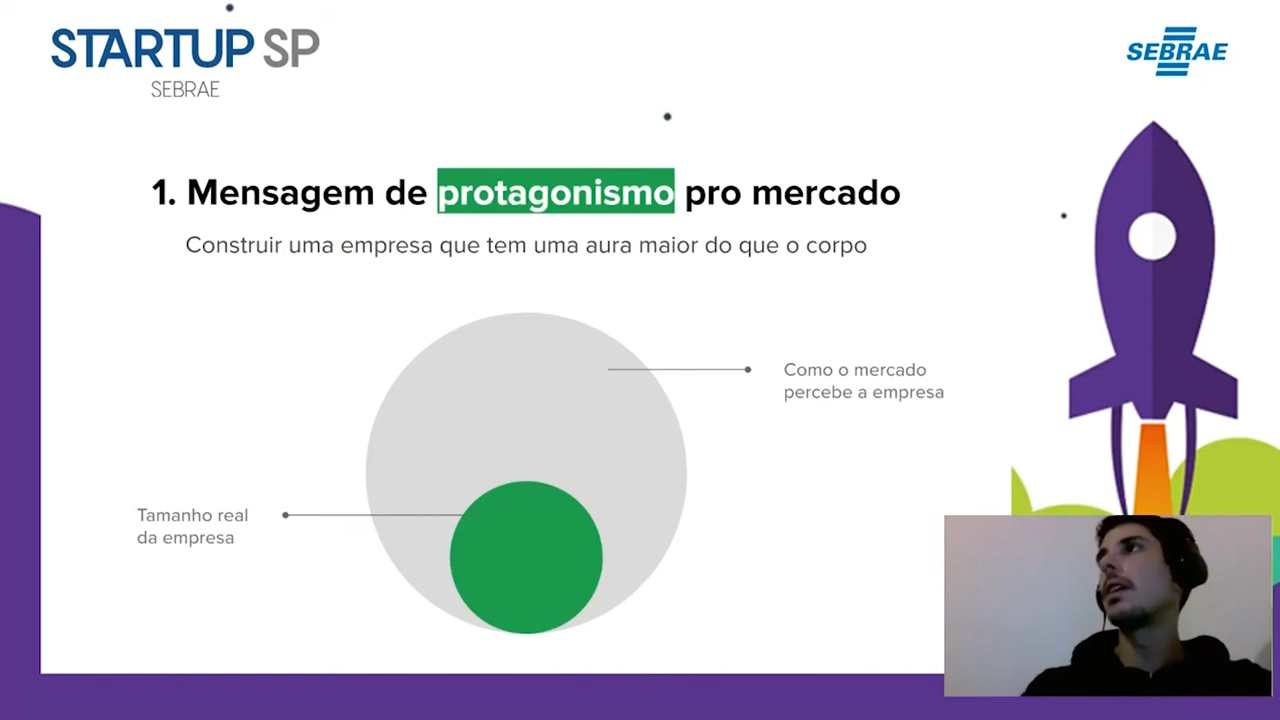 STARTUP SP
SEBRAE
SEBRAE
1. Mensagem de protagonismo pro mercado
Construir uma empresa que tem uma aura maior do que o corpo
Como o mercado
percebe a empresa
Tamanho real
da empresa